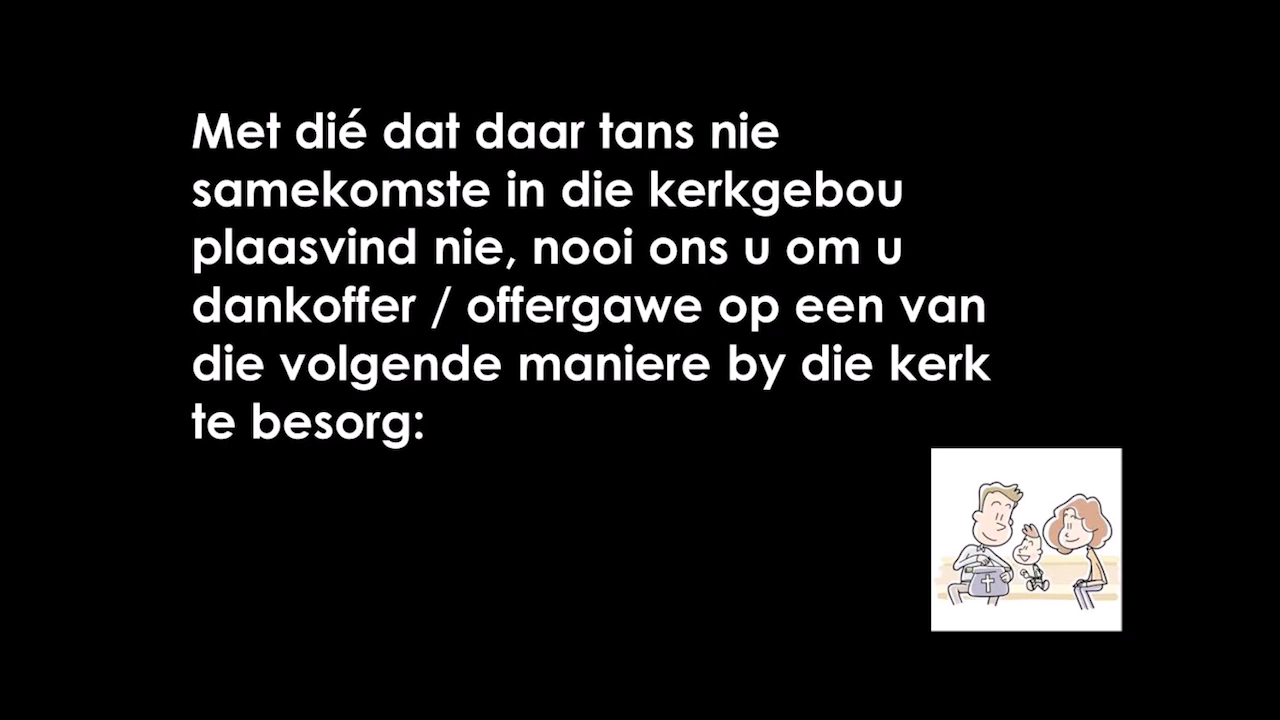 Met dié dat daar tans nie
samekomste in die kerkgebou
plaasvind nie, nooi ons u om u
dankoffer / offergawe op een van
die volgende maniere by die kerk
te besorg: